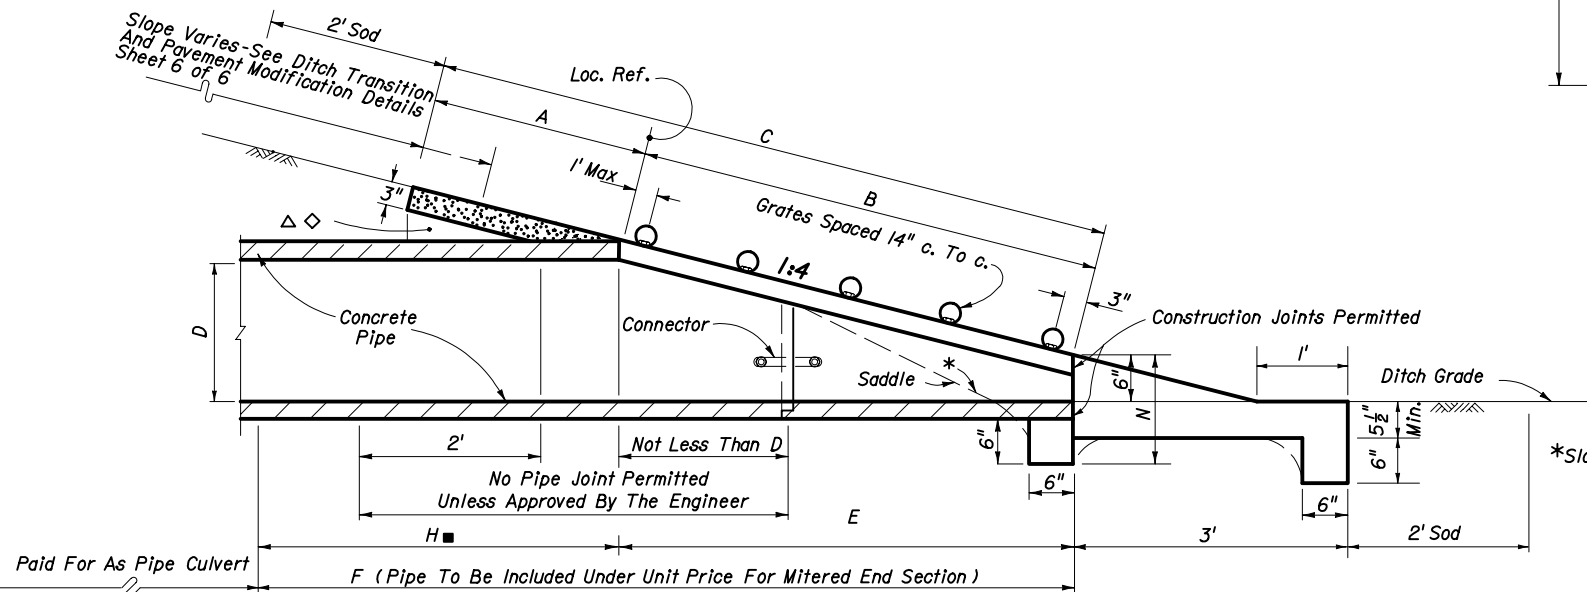 2' Sod
Slope Varies-See Ditch Transition
And Pavement Modification Details
Sheet 6 of 6
Loc. Ref.
A
C
1' Max
B
3"
Grates Spaced 14" c. To c.
1:4
3"
D
Concrete
Pipe
Connector
Saddle
*
Construction Joints Permitted
6"
N
1'
Ditch Grade
5 1/2"
Min.
6"
*Slo
2'
Not Less Than D
6"
No Pipe Joint Permitted
Unless Approved By The Engineer
6"
6"
E
H ■
3'
2' Sod
Paid For As Pipe Culvert
F ( Pipe To Be Included Under Unit Price For Mitered End Section )